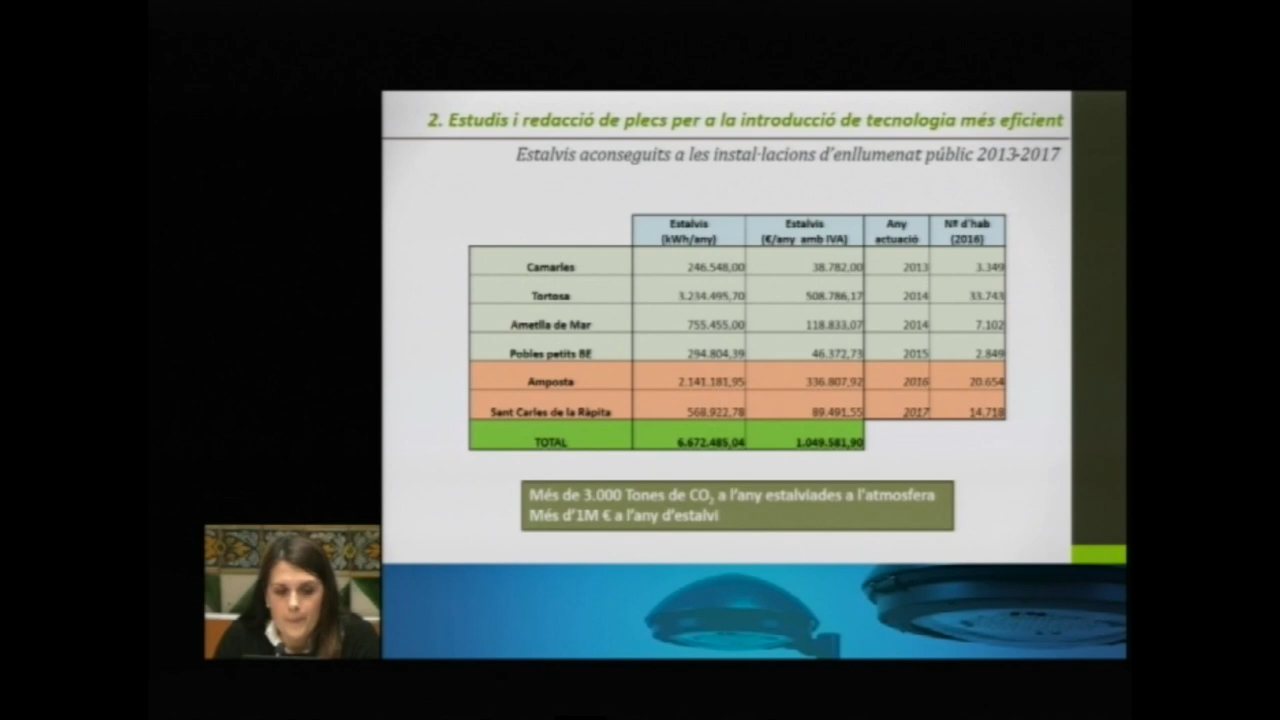 2. Estudis i redacció de plecs per a la introducció de tecnologia més eficient
Estalvis aconseguits a les instal·lacions d'enllumenat públic 2013-2017
Estalvis (kWh/any) Estalvis (€/any amb IVA) Any actuació Nº d'hab (2016)
Camarles 246.548,00 38.782,00 2013 3.349
Tortosa 3.234.495,70 508.786,17 2014 33.743
Ametlla de Mar 755.455,00 118.833,07 2014 7.102
Pobles petits BE 294.804,39 46.372,73 2015 2.849
Amposta 2.141.181,95 336.807,92 2016 20.654
Sant Carles de la Ràpita 568.922,78 89.491,55 2017 14.718
TOTAL 6.672.485,04 1.049.581,90
Més de 3.000 Tones de CO₂ a l'any estalviades a l'atmosfera
Més d'1M € a l'any d'estalvi